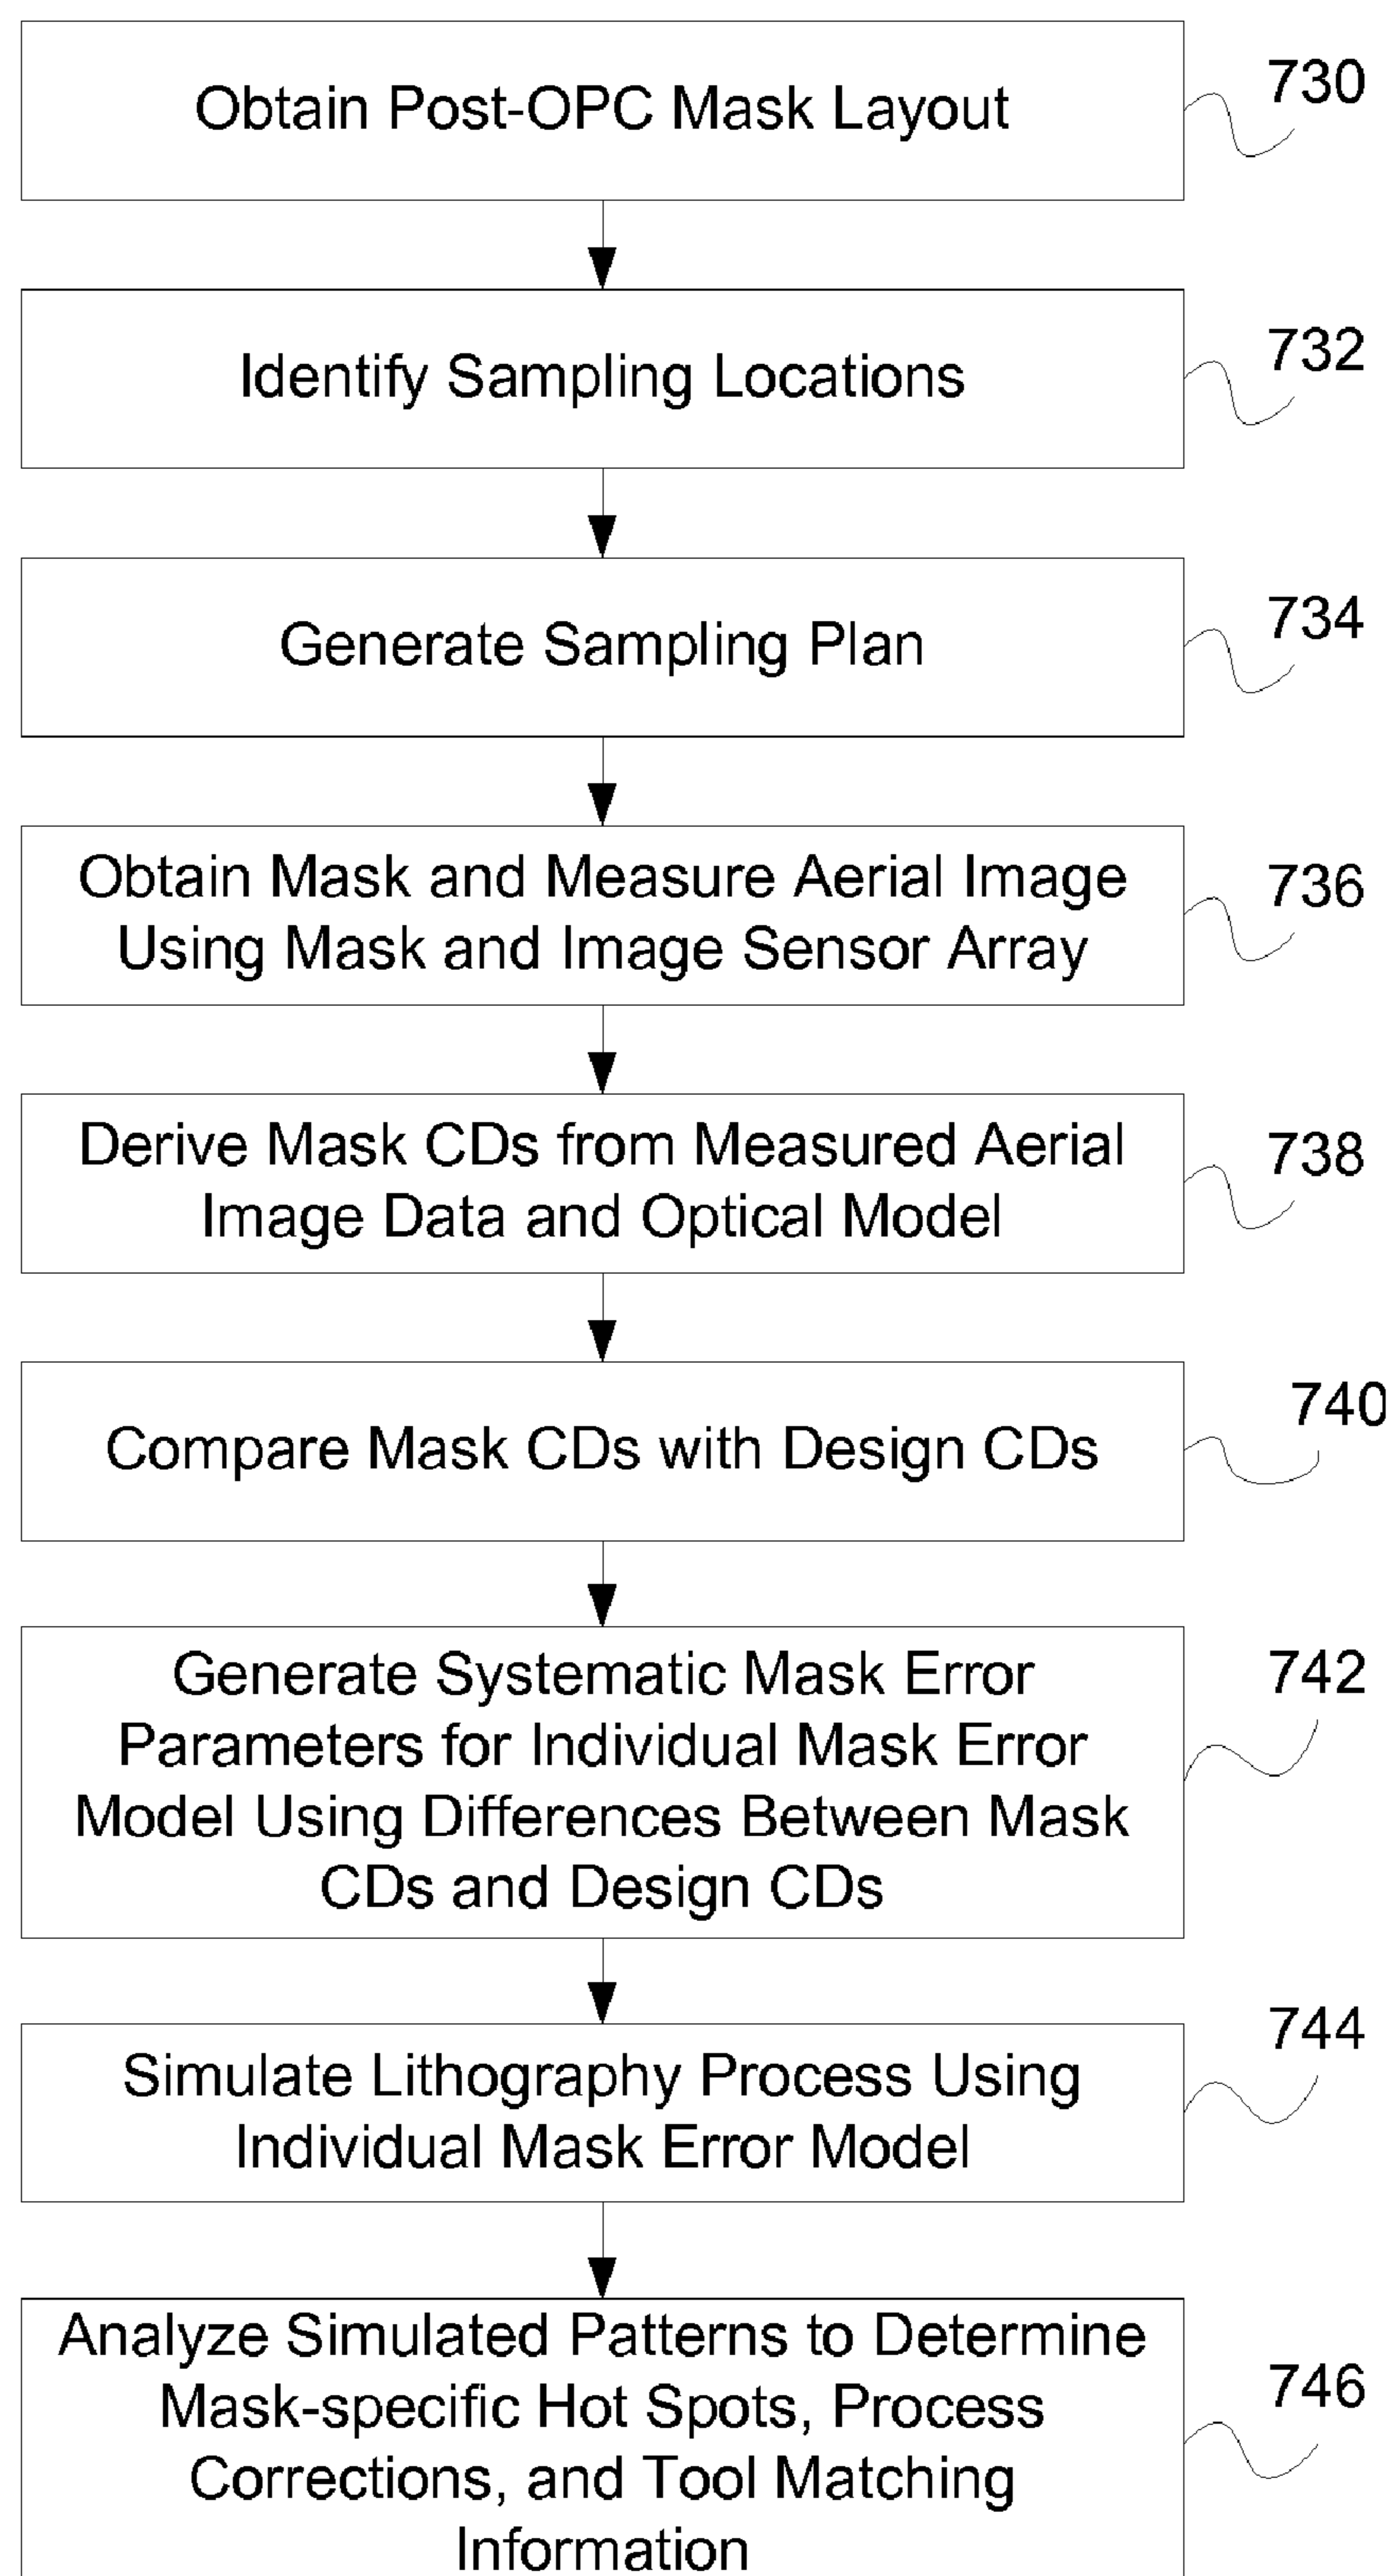 Obtain Post-OPC Mask Layout
730
Identify Sampling Locations
732
Generate Sampling Plan
734
Obtain Mask and Measure Aerial Image
Using Mask and Image Sensor Array
736
Derive Mask CDs from Measured Aerial
Image Data and Optical Model
738
Compare Mask CDs with Design CDs
740
Generate Systematic Mask Error
Parameters for Individual Mask Error
Model Using Differences Between Mask
CDs and Design CDs
742
Simulate Lithography Process Using
Individual Mask Error Model
744
Analyze Simulated Patterns to Determine
Mask-specific Hot Spots, Process
Corrections, and Tool Matching
Information
746